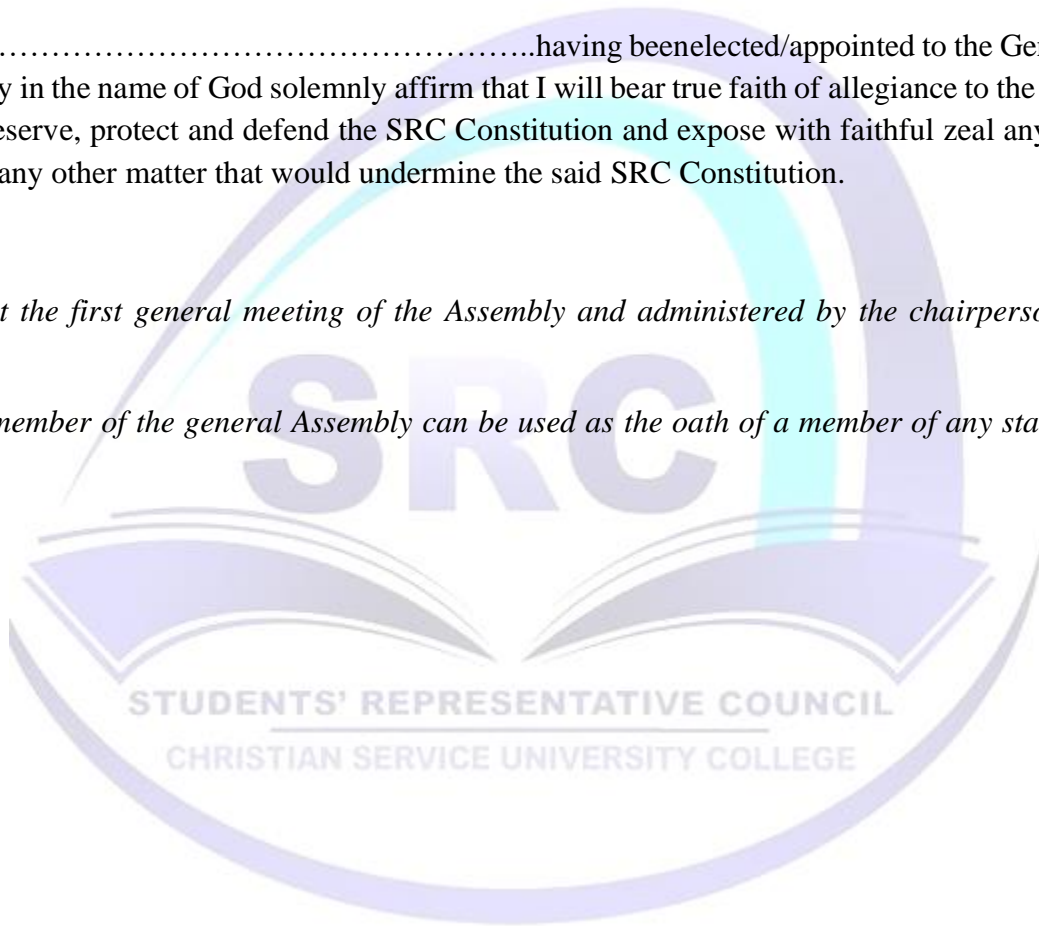 …………………………………………..having beenelected/appointed to the Ge
y in the name of God solemnly affirm that I will bear true faith of allegiance to the
eserve, protect and defend the SRC Constitution and expose with faithful zeal any
any other matter that would undermine the said SRC Constitution.
t the first general meeting of the Assembly and administered by the chairperso
member of the general Assembly can be used as the oath of a member of any sta
SRC
STUDENTS' REPRESENTATIVE COUNCIL
CHRISTIAN SERVICE UNIVERSITY COLLEGE